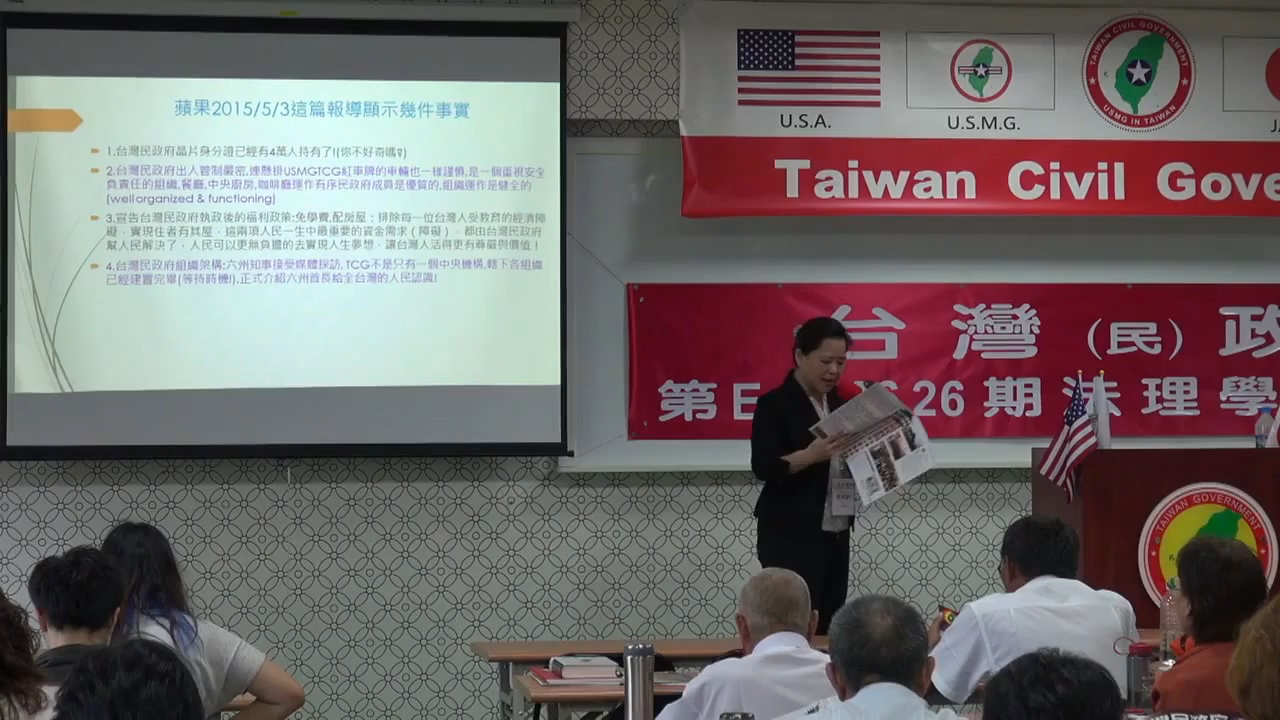 蘋果2015/5/3這篇報導顯示幾件事實
1.台灣民政府晶片身分證已經有4萬人持有了!(你不好奇嗎?)
2.台灣民政府出入管制嚴密,連懸掛USMGTCG紅車牌的車輛也一樣謹慎,是一個重視安全
負責任的組織,餐廳,中央廚房,咖啡廳運作有序民政府成員是優質的,組織運作是健全的
(well organized & functioning)
3.宣告台灣民政府執政後的福利政策:免學費,配房屋；排除每一位台灣人受教育的經濟障
礙，實現住者有其屋，這兩項人民一生中最重要的資金需求（障礙），都由台灣民政府
幫人民解決了，人民可以更無負擔的去實現人生夢想，讓台灣人活得更有尊嚴與價值！
4.台灣民政府組織架構:六州知事接受媒體採訪, TCG不是只有一個中央機構,轄下各組織
已經建置完畢(等待時機!),正式介紹六州首長給全台灣的人民認識!
TAIWAN CIVIL GOVERNMENT
USMG IN TAIWAN
U.S.A.
U.S.M.G.
J
Taiwan Civil Gove
台灣（民）政
第E 26期法理學
TAIWAN GOVERNMENT